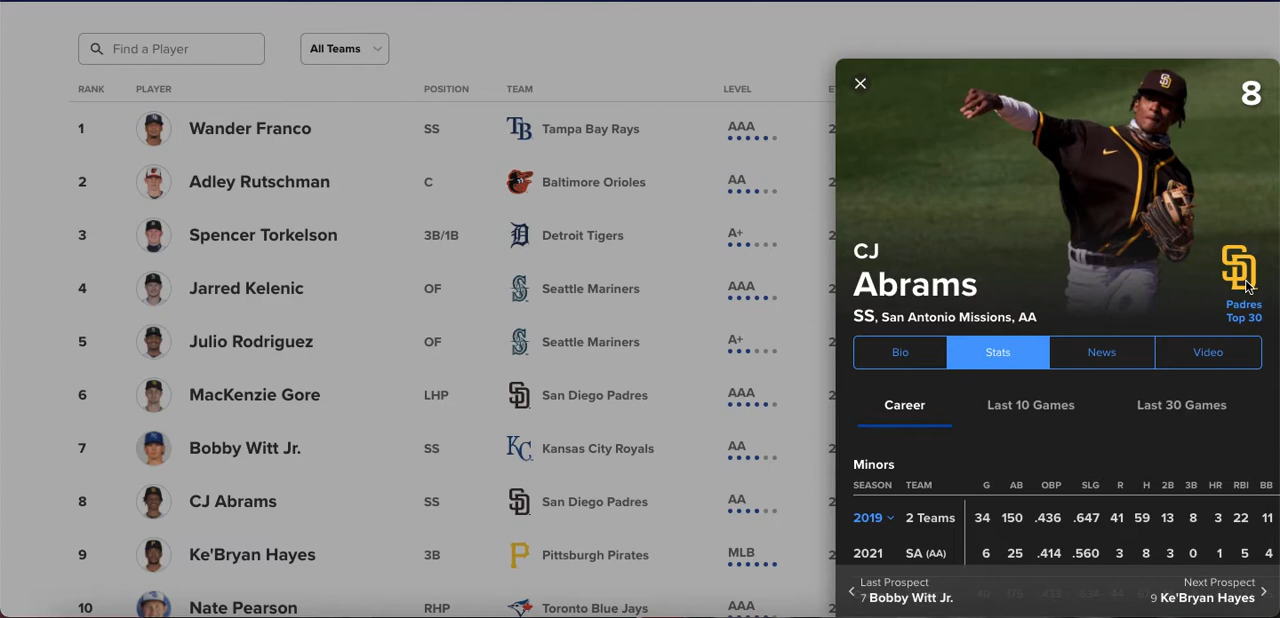 Find a Player
All Teams
RANK PLAYER POSITION TEAM LEVEL
1 Wander Franco SS Tampa Bay Rays AAA
2 Adley Rutschman C Baltimore Orioles AA
3 Spencer Torkelson 3B/1B Detroit Tigers A+
4 Jarred Kelenic OF Seattle Mariners AAA
5 Julio Rodriguez OF Seattle Mariners A+
6 MacKenzie Gore LHP San Diego Padres AAA
7 Bobby Witt Jr. SS Kansas City Royals AA
8 CJ Abrams SS San Diego Padres AA
9 Ke'Bryan Hayes 3B Pittsburgh Pirates MLB
10 Nate Pearson RHP Toronto Blue Jays AAA
8
CJ
Abrams
SS, San Antonio Missions, AA
Padres
Top 30
Bio Stats News Video
Career Last 10 Games Last 30 Games
Minors
SEASON TEAM G AB OBP SLG R H 2B 3B HR RBI BB
2019 2 Teams 34 150 .436 .647 41 59 13 8 3 22 11
2021 SA (AA) 6 25 .414 .560 3 8 3 0 1 5 4
Last Prospect
7 Bobby Witt Jr.
Next Prospect
9 Ke'Bryan Hayes